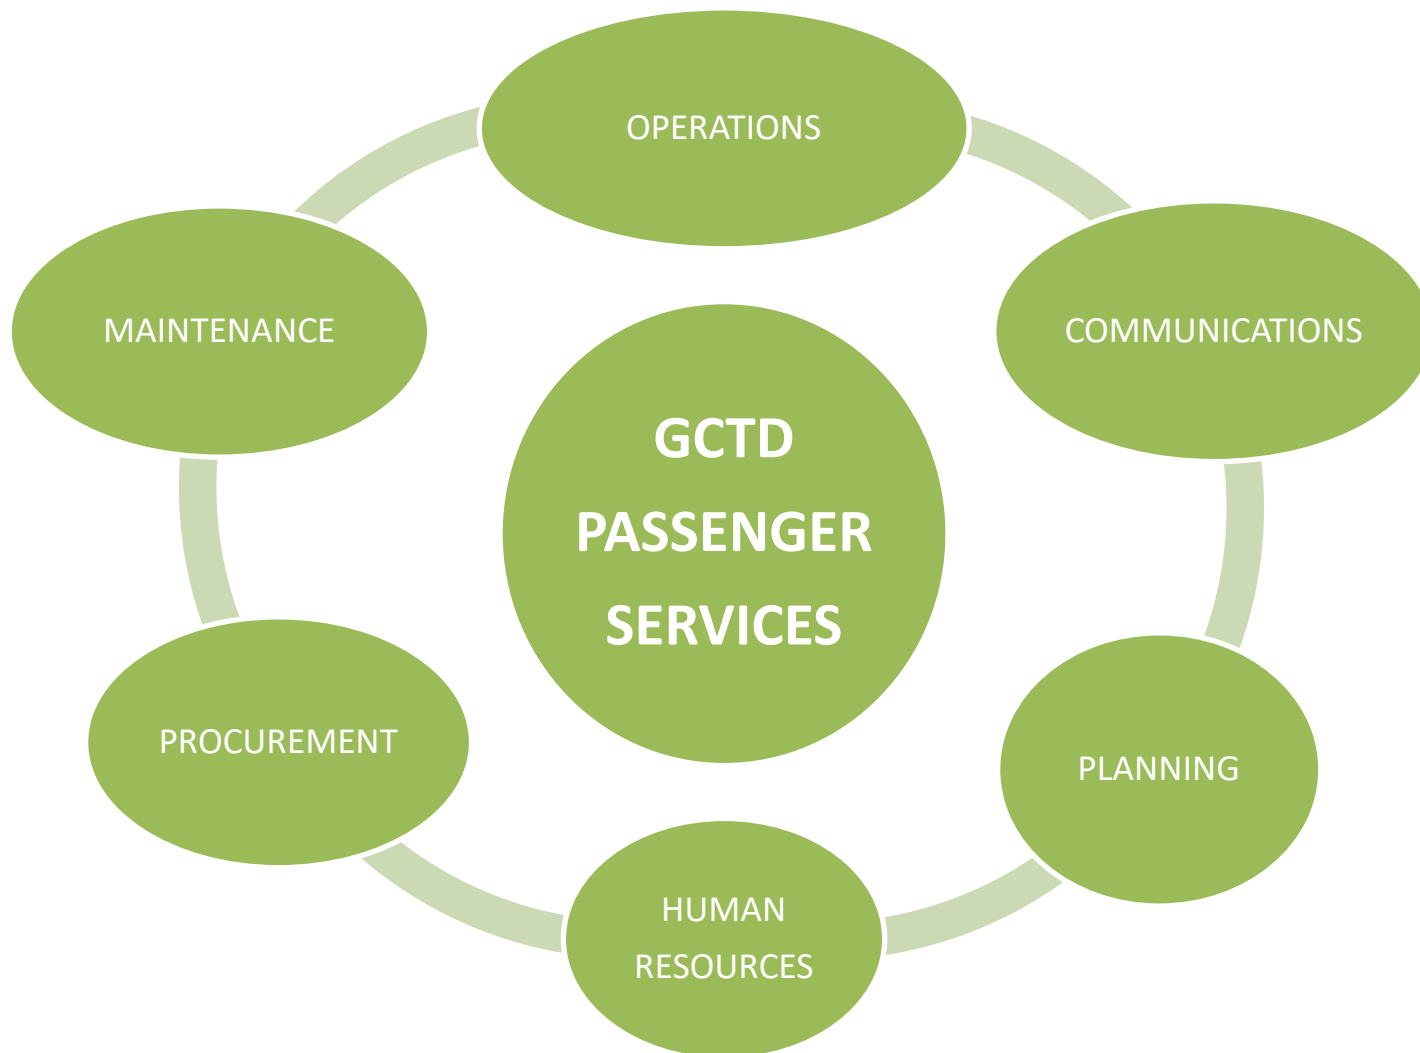 OPERATIONS
MAINTENANCE
COMMUNICATIONS
GCTD
PASSENGER
SERVICES
PROCUREMENT
PLANNING
HUMAN
RESOURCES